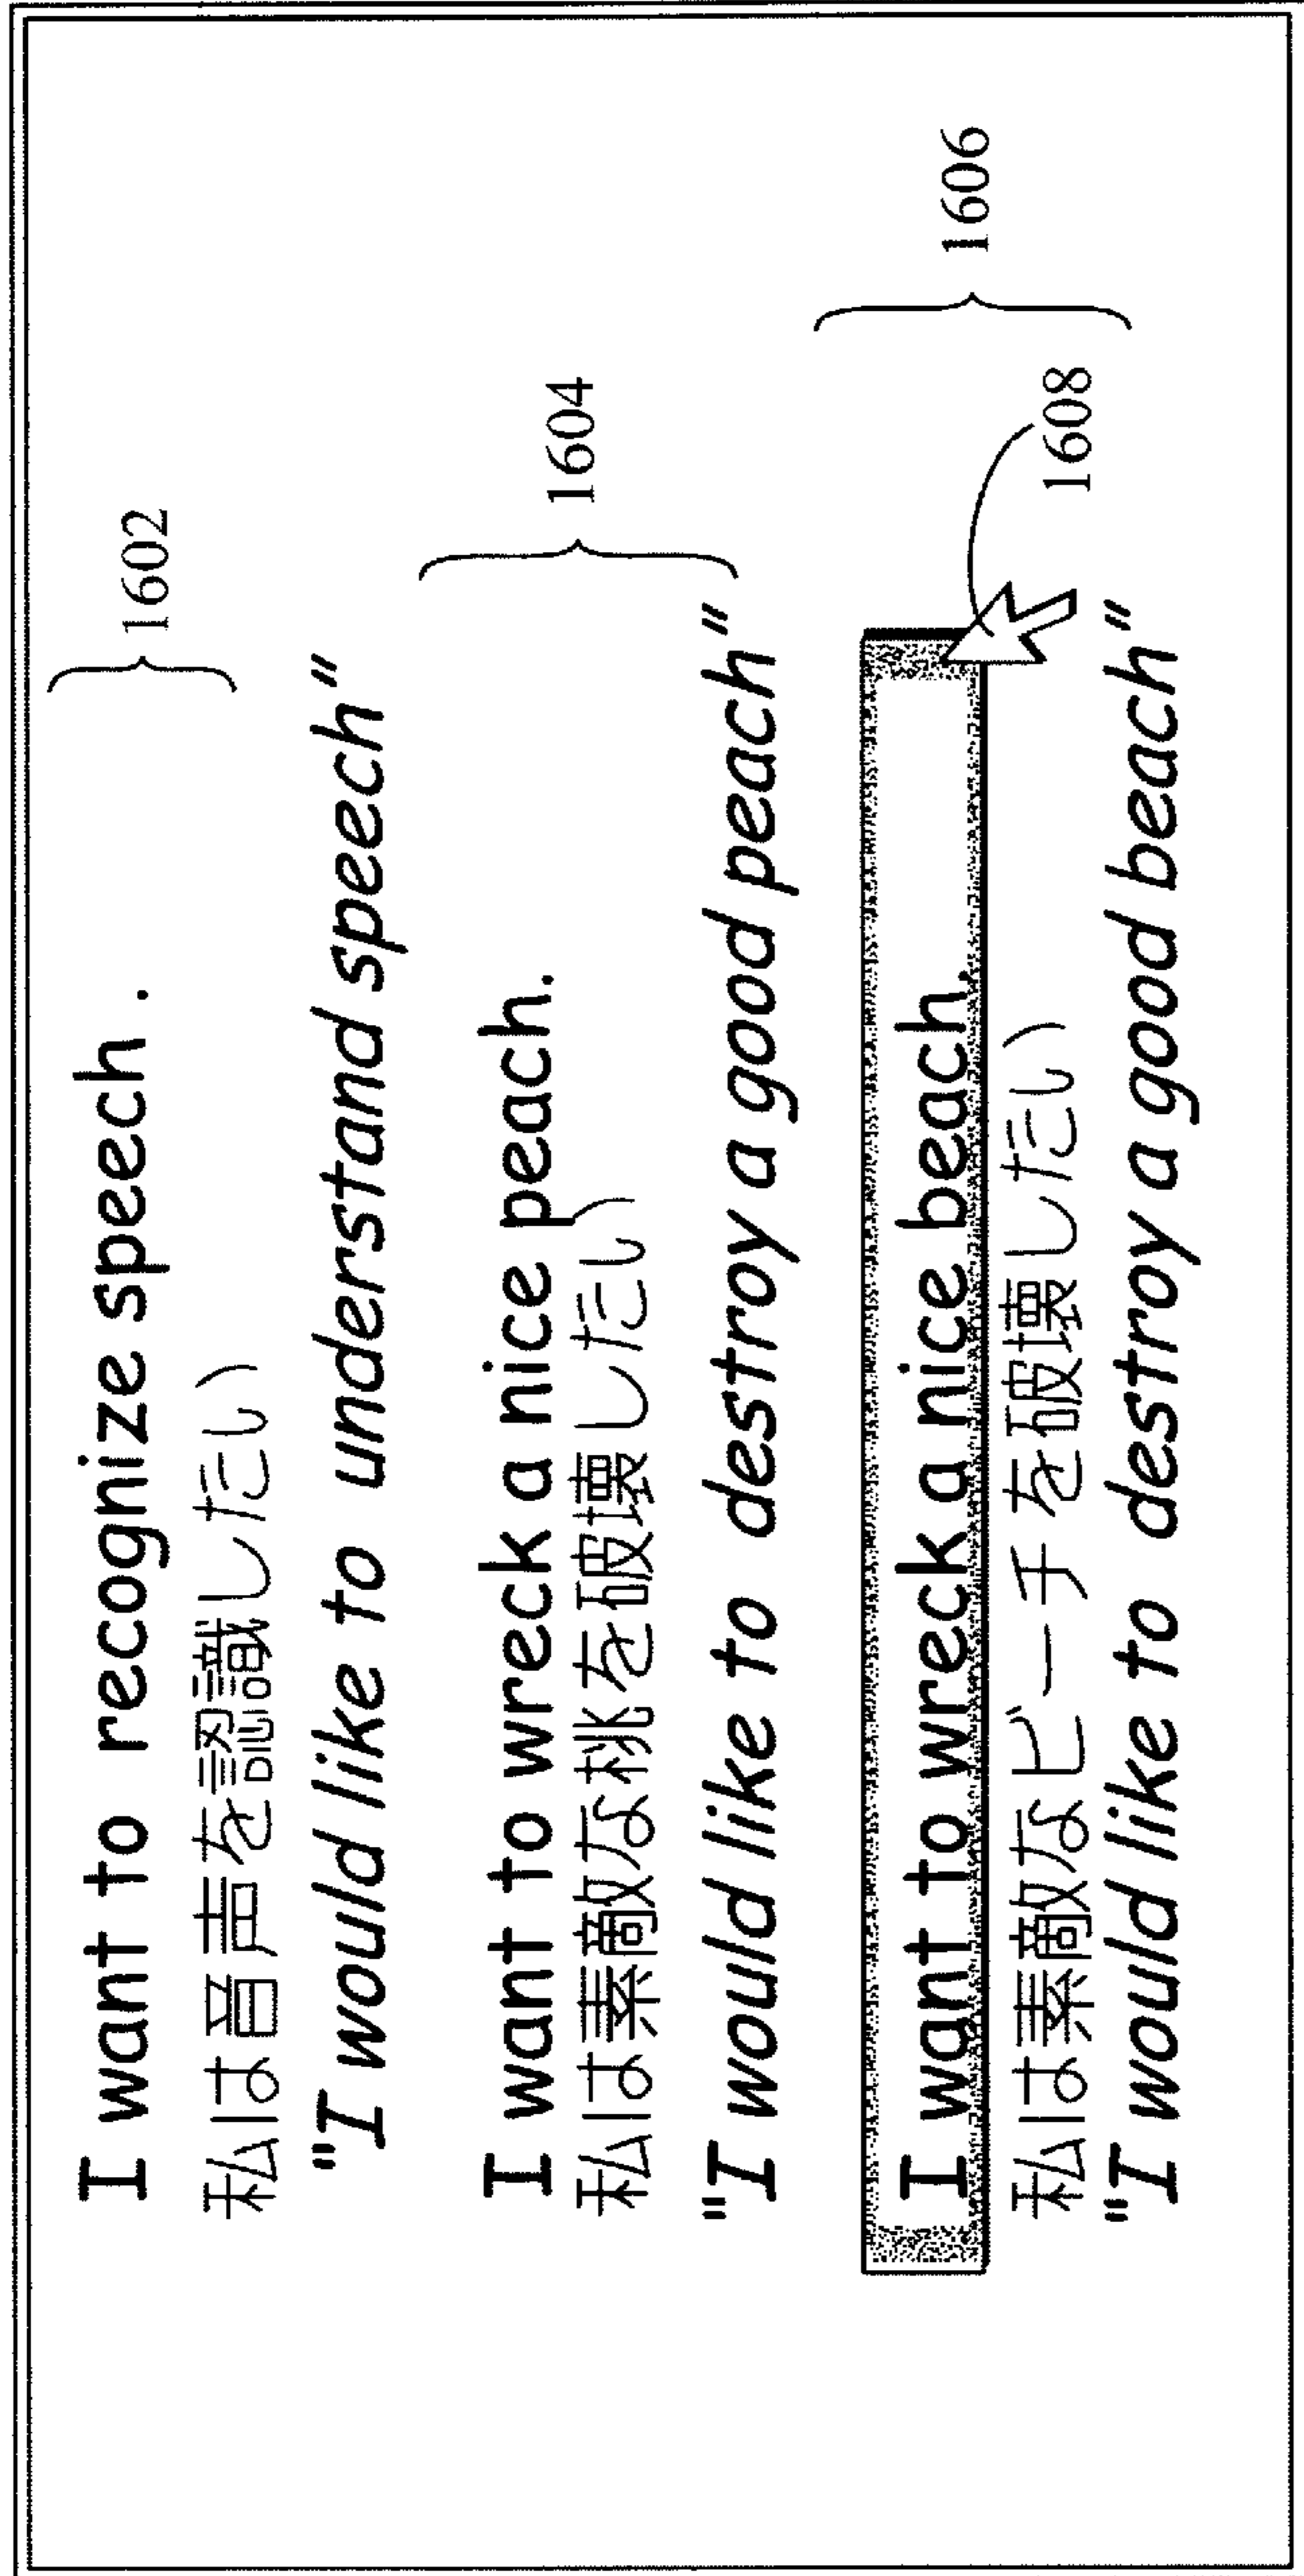 I want to recognize speech .
1602
私は音声を認識したい
"I would like to understand speech"
I want to wreck a nice peach.
1604
私は素敵な桃を破壊したい
"I would like to destroy a good peach"
I want to wreck a nice beach.
1606
1608
私は素敵なビーチを破壊したい
"I would like to destroy a good beach"